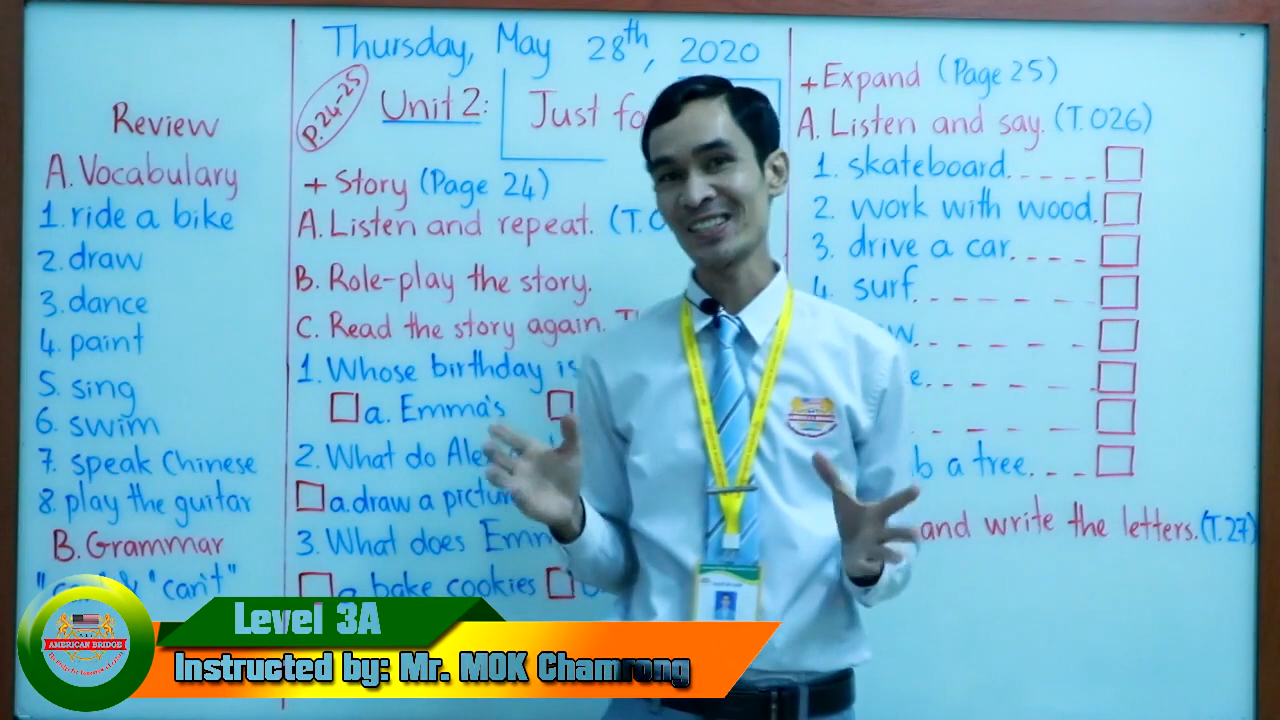 Review
A. Vocabulary
1. ride a bike
2. draw
3. dance
4. paint
5. sing
6. swim
7. speak Chinese
8. play the guitar
B. Grammar
& "can't"
Thursday, May 28th, 2020
P.24-25
Unit 2: Just
+ Story (Page 24)
A. Listen and repeat.
B. Role-play the story.
C. Read the story again.
1. Whose birthday is
a. Emma's
2. What do
a. draw a
3. What does
bake cookies
+ Expand (Page 25)
A. Listen and say. (T.026)
1. skateboard.
2. work with wood.
3. drive a car.
4. surf.
a tree.
and write the letters. (T.27)
AMERICAN BRIDGE
Level 3A
Instructed by: Mr. MOK Chamrong